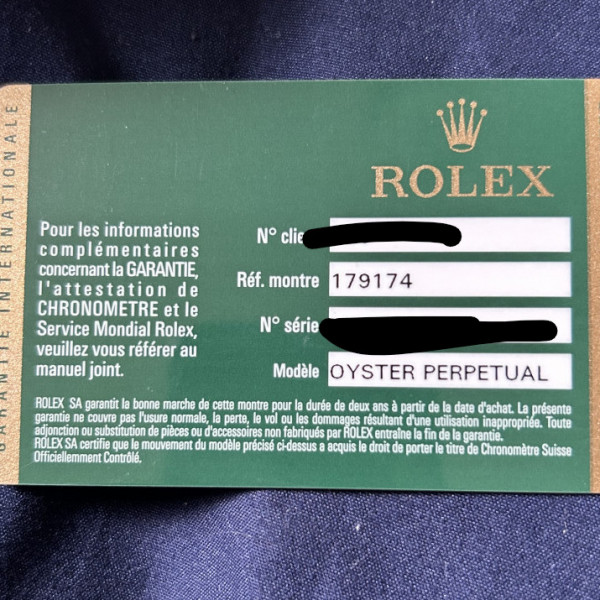 GARANTIE INTERNATIONALE
ROLEX
Pour les informations
complémentaires
concernant la GARANTIE,
l'attestation de
CHRONOMETRE et le
Service Mondial Rolex,
veuillez vous référer au
manuel joint.
N° clie
Réf. montre 179174
N° série
Modèle OYSTER PERPETUAL
ROLEX SA garantit la bonne marche de cette montre pour la durée de deux ans à partir de la date d'achat. La présente
garantie ne couvre pas l'usure normale, la perte, le vol ou les dommages résultant d'une utilisation inappropriée. Toute
adjonction ou substitution de pièces ou d'accessoires non fabriqués par ROLEX entraîne la fin de la garantie.
ROLEX SA certifie que le mouvement du modèle précisé ci-dessus a acquis le droit de porter le titre de Chronomètre Suisse
Officiellement Contrôlé.